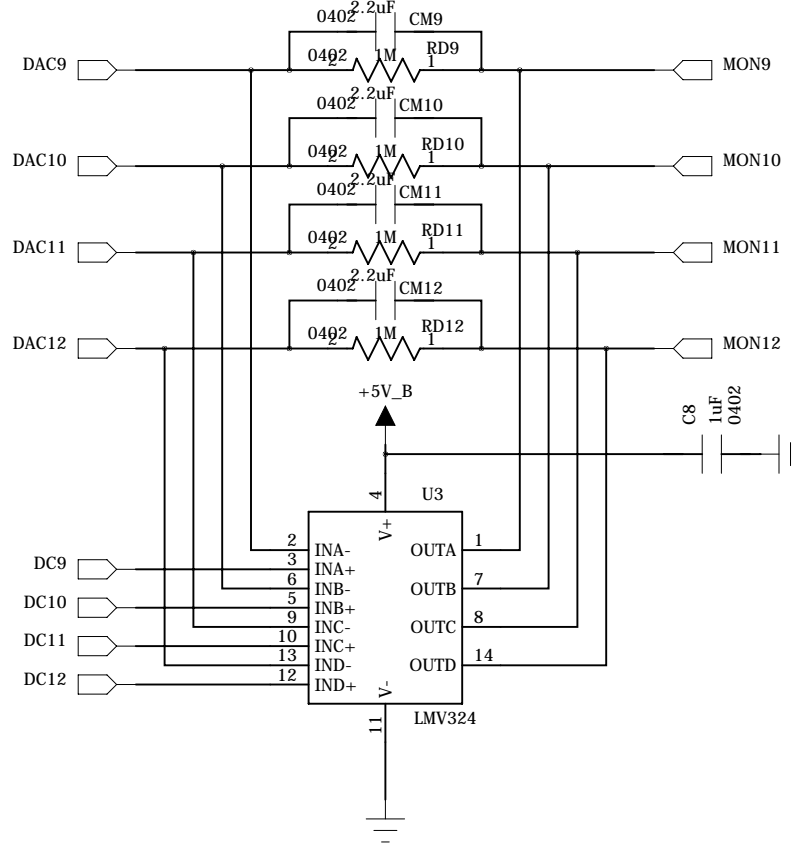 2.2uF
0402 CM9
DAC9 0402 2 1M 1 RD9 MON9
2.2uF
0402 CM10
DAC10 0402 2 1M 1 RD10 MON10
2.2uF
0402 CM11
DAC11 0402 2 1M 1 RD11 MON11
2.2uF
0402 CM12
DAC12 0402 2 1M 1 RD12 MON12
+5V_B
C8
1uF
0402
4 U3
V+
2 INA- OUTA 1
DC9 3 INA+
6 INB- OUTB 7
DC10 5 INB+
9 INC- OUTC 8
DC11 10 INC+
13 IND- OUTD 14
DC12 12 IND+
V-
11 LMV324